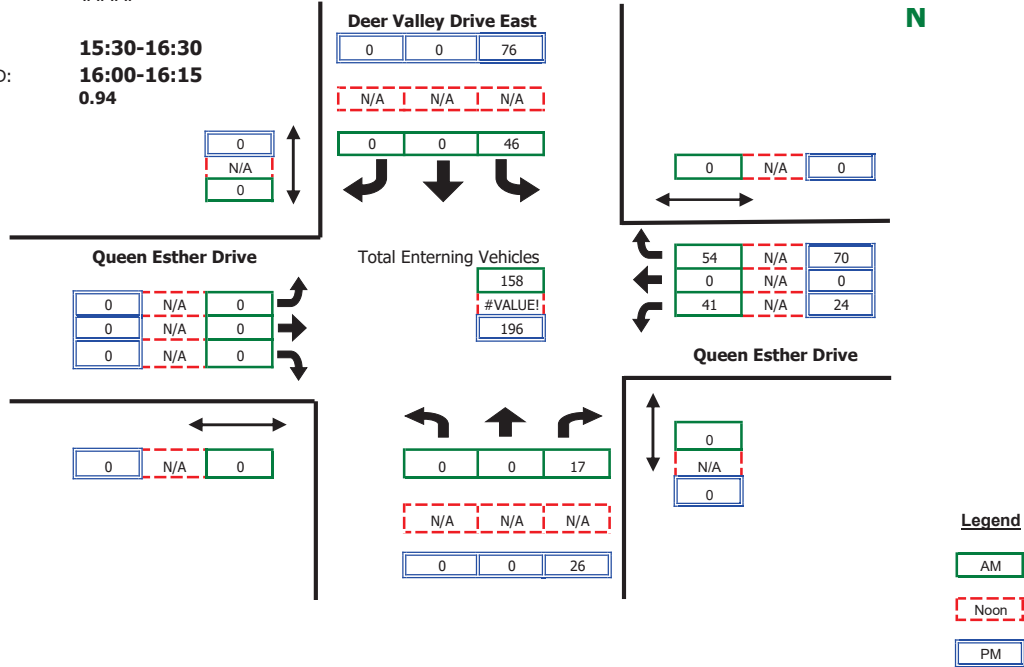 Deer Valley Drive East
N
15:30-16:30
D: 16:00-16:15
0.94
0 0 76
N/A N/A N/A
0 0 46
0
N/A
0
0 N/A 0
Queen Esther Drive
Total Enterning Vehicles
158
#VALUE!
196
54 N/A 70
0 N/A 0
41 N/A 24
0 N/A 0
0 N/A 0
0 N/A 0
Queen Esther Drive
0 N/A 0
0 0 17
N/A N/A N/A
0 0 26
0
N/A
0
Legend
AM
Noon
PM